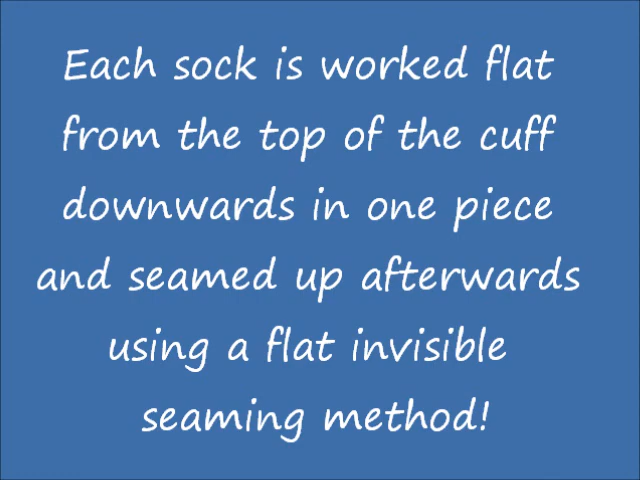 Each sock is worked flat
from the top of the cuff
downwards in one piece
and seamed up afterwards
using a flat invisible
seaming method!